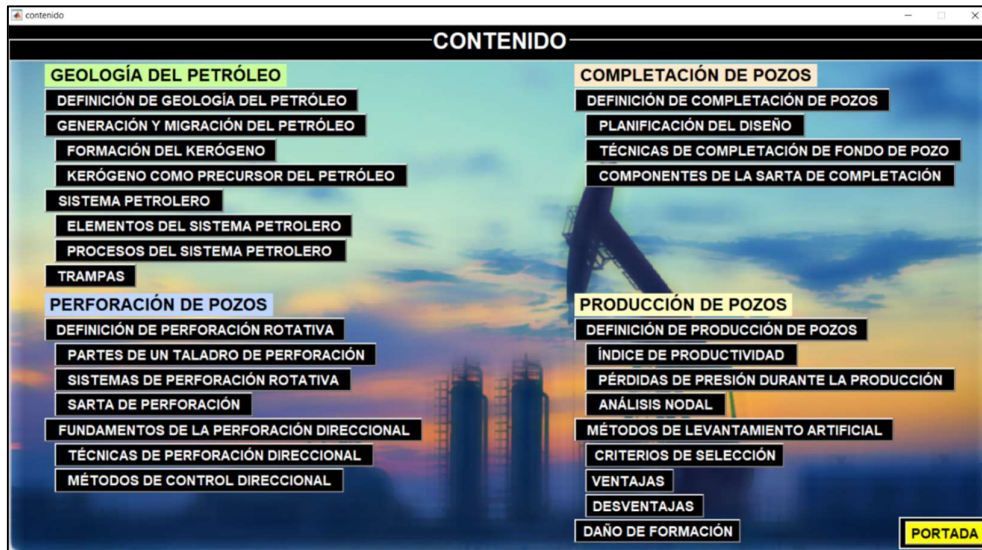 contenido
CONTENIDO
GEOLOGÍA DEL PETRÓLEO
DEFINICIÓN DE GEOLOGÍA DEL PETRÓLEO
GENERACIÓN Y MIGRACIÓN DEL PETRÓLEO
FORMACIÓN DEL KERÓGENO
KERÓGENO COMO PRECURSOR DEL PETRÓLEO
SISTEMA PETROLERO
ELEMENTOS DEL SISTEMA PETROLERO
PROCESOS DEL SISTEMA PETROLERO
TRAMPAS
PERFORACIÓN DE POZOS
DEFINICIÓN DE PERFORACIÓN ROTATIVA
PARTES DE UN TALADRO DE PERFORACIÓN
SISTEMAS DE PERFORACIÓN ROTATIVA
SARTA DE PERFORACIÓN
FUNDAMENTOS DE LA PERFORACIÓN DIRECCIONAL
TÉCNICAS DE PERFORACIÓN DIRECCIONAL
MÉTODOS DE CONTROL DIRECCIONAL
COMPLETACIÓN DE POZOS
DEFINICIÓN DE COMPLETACIÓN DE POZOS
PLANIFICACIÓN DEL DISEÑO
TÉCNICAS DE COMPLETACIÓN DE FONDO DE POZO
COMPONENTES DE LA SARTA DE COMPLETACIÓN
PRODUCCIÓN DE POZOS
DEFINICIÓN DE PRODUCCIÓN DE POZOS
ÍNDICE DE PRODUCTIVIDAD
PÉRDIDAS DE PRESIÓN DURANTE LA PRODUCCIÓN
ANÁLISIS NODAL
MÉTODOS DE LEVANTAMIENTO ARTIFICIAL
CRITERIOS DE SELECCIÓN
VENTAJAS
DESVENTAJAS
DAÑO DE FORMACIÓN
PORTADA